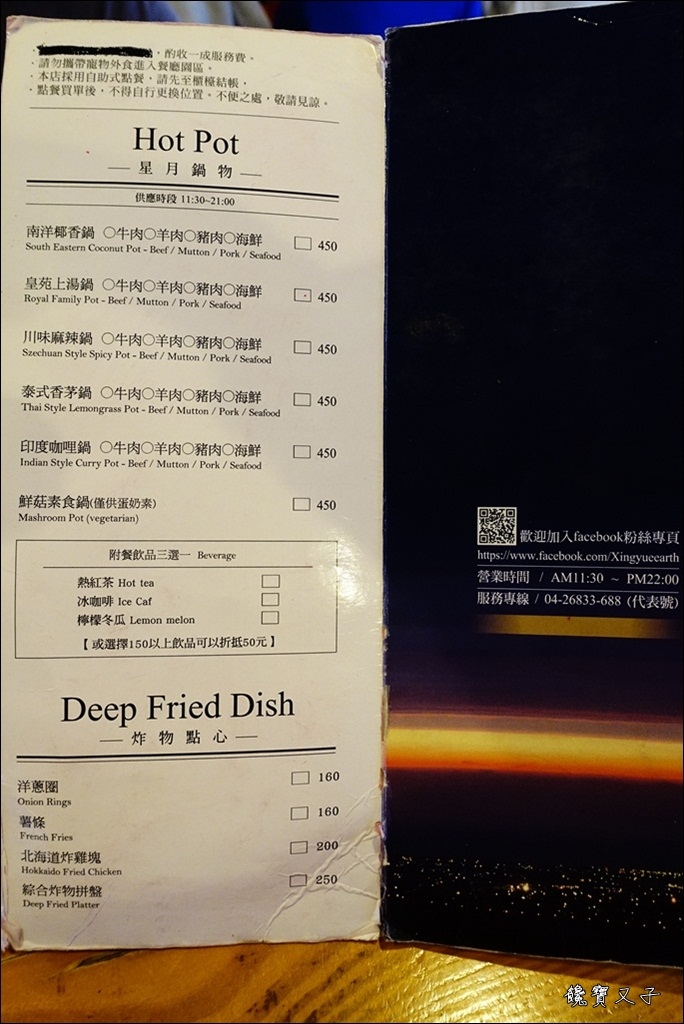 ，酌收一成服務費。
．請勿攜帶寵物外食進入餐廳園區。
．本店採用自助式點餐，請先至櫃檯結帳。
．點餐買單後，不得自行更換位置。不便之處，敬請見諒。
Hot Pot
星月鍋物
供應時段 11:30~21:00
南洋椰香鍋 ○牛肉○羊肉○豬肉○海鮮 □ 450
South Eastern Coconut Pot - Beef / Mutton / Pork / Seafood
皇苑上湯鍋 ○牛肉○羊肉○豬肉○海鮮 □ 450
Royal Family Pot - Beef / Mutton / Pork / Seafood
川味麻辣鍋 ○牛肉○羊肉○豬肉○海鮮 □ 450
Szechuan Style Spicy Pot - Beef / Mutton / Pork / Seafood
泰式香茅鍋 ○牛肉○羊肉○豬肉○海鮮 □ 450
Thai Style Lemongrass Pot - Beef / Mutton / Pork / Seafood
印度咖哩鍋 ○牛肉○羊肉○豬肉○海鮮 □ 450
Indian Style Curry Pot - Beef / Mutton / Pork / Seafood
鮮菇素食鍋(僅供蛋奶素) □ 450
Mashroom Pot (vegetarian)
附餐飲品三選一 Beverage
熱紅茶 Hot tea □
冰咖啡 Ice Caf □
檸檬冬瓜 Lemon melon □
【或選擇150以上飲品可以折抵50元】
Deep Fried Dish
炸物點心
洋蔥圈 □ 160
Onion Rings
薯條 □ 160
French Fries
北海道炸雞塊 □ 200
Hokkaido Fried Chicken
綜合炸物拼盤 □ 250
Deep Fried Platter
歡迎加入facebook粉絲專頁
https://www.facebook.com/Xingyueearth
營業時間 / AM11:30 ~ PM22:00
服務專線 / 04-26833-688 (代表號)
饞寶又子